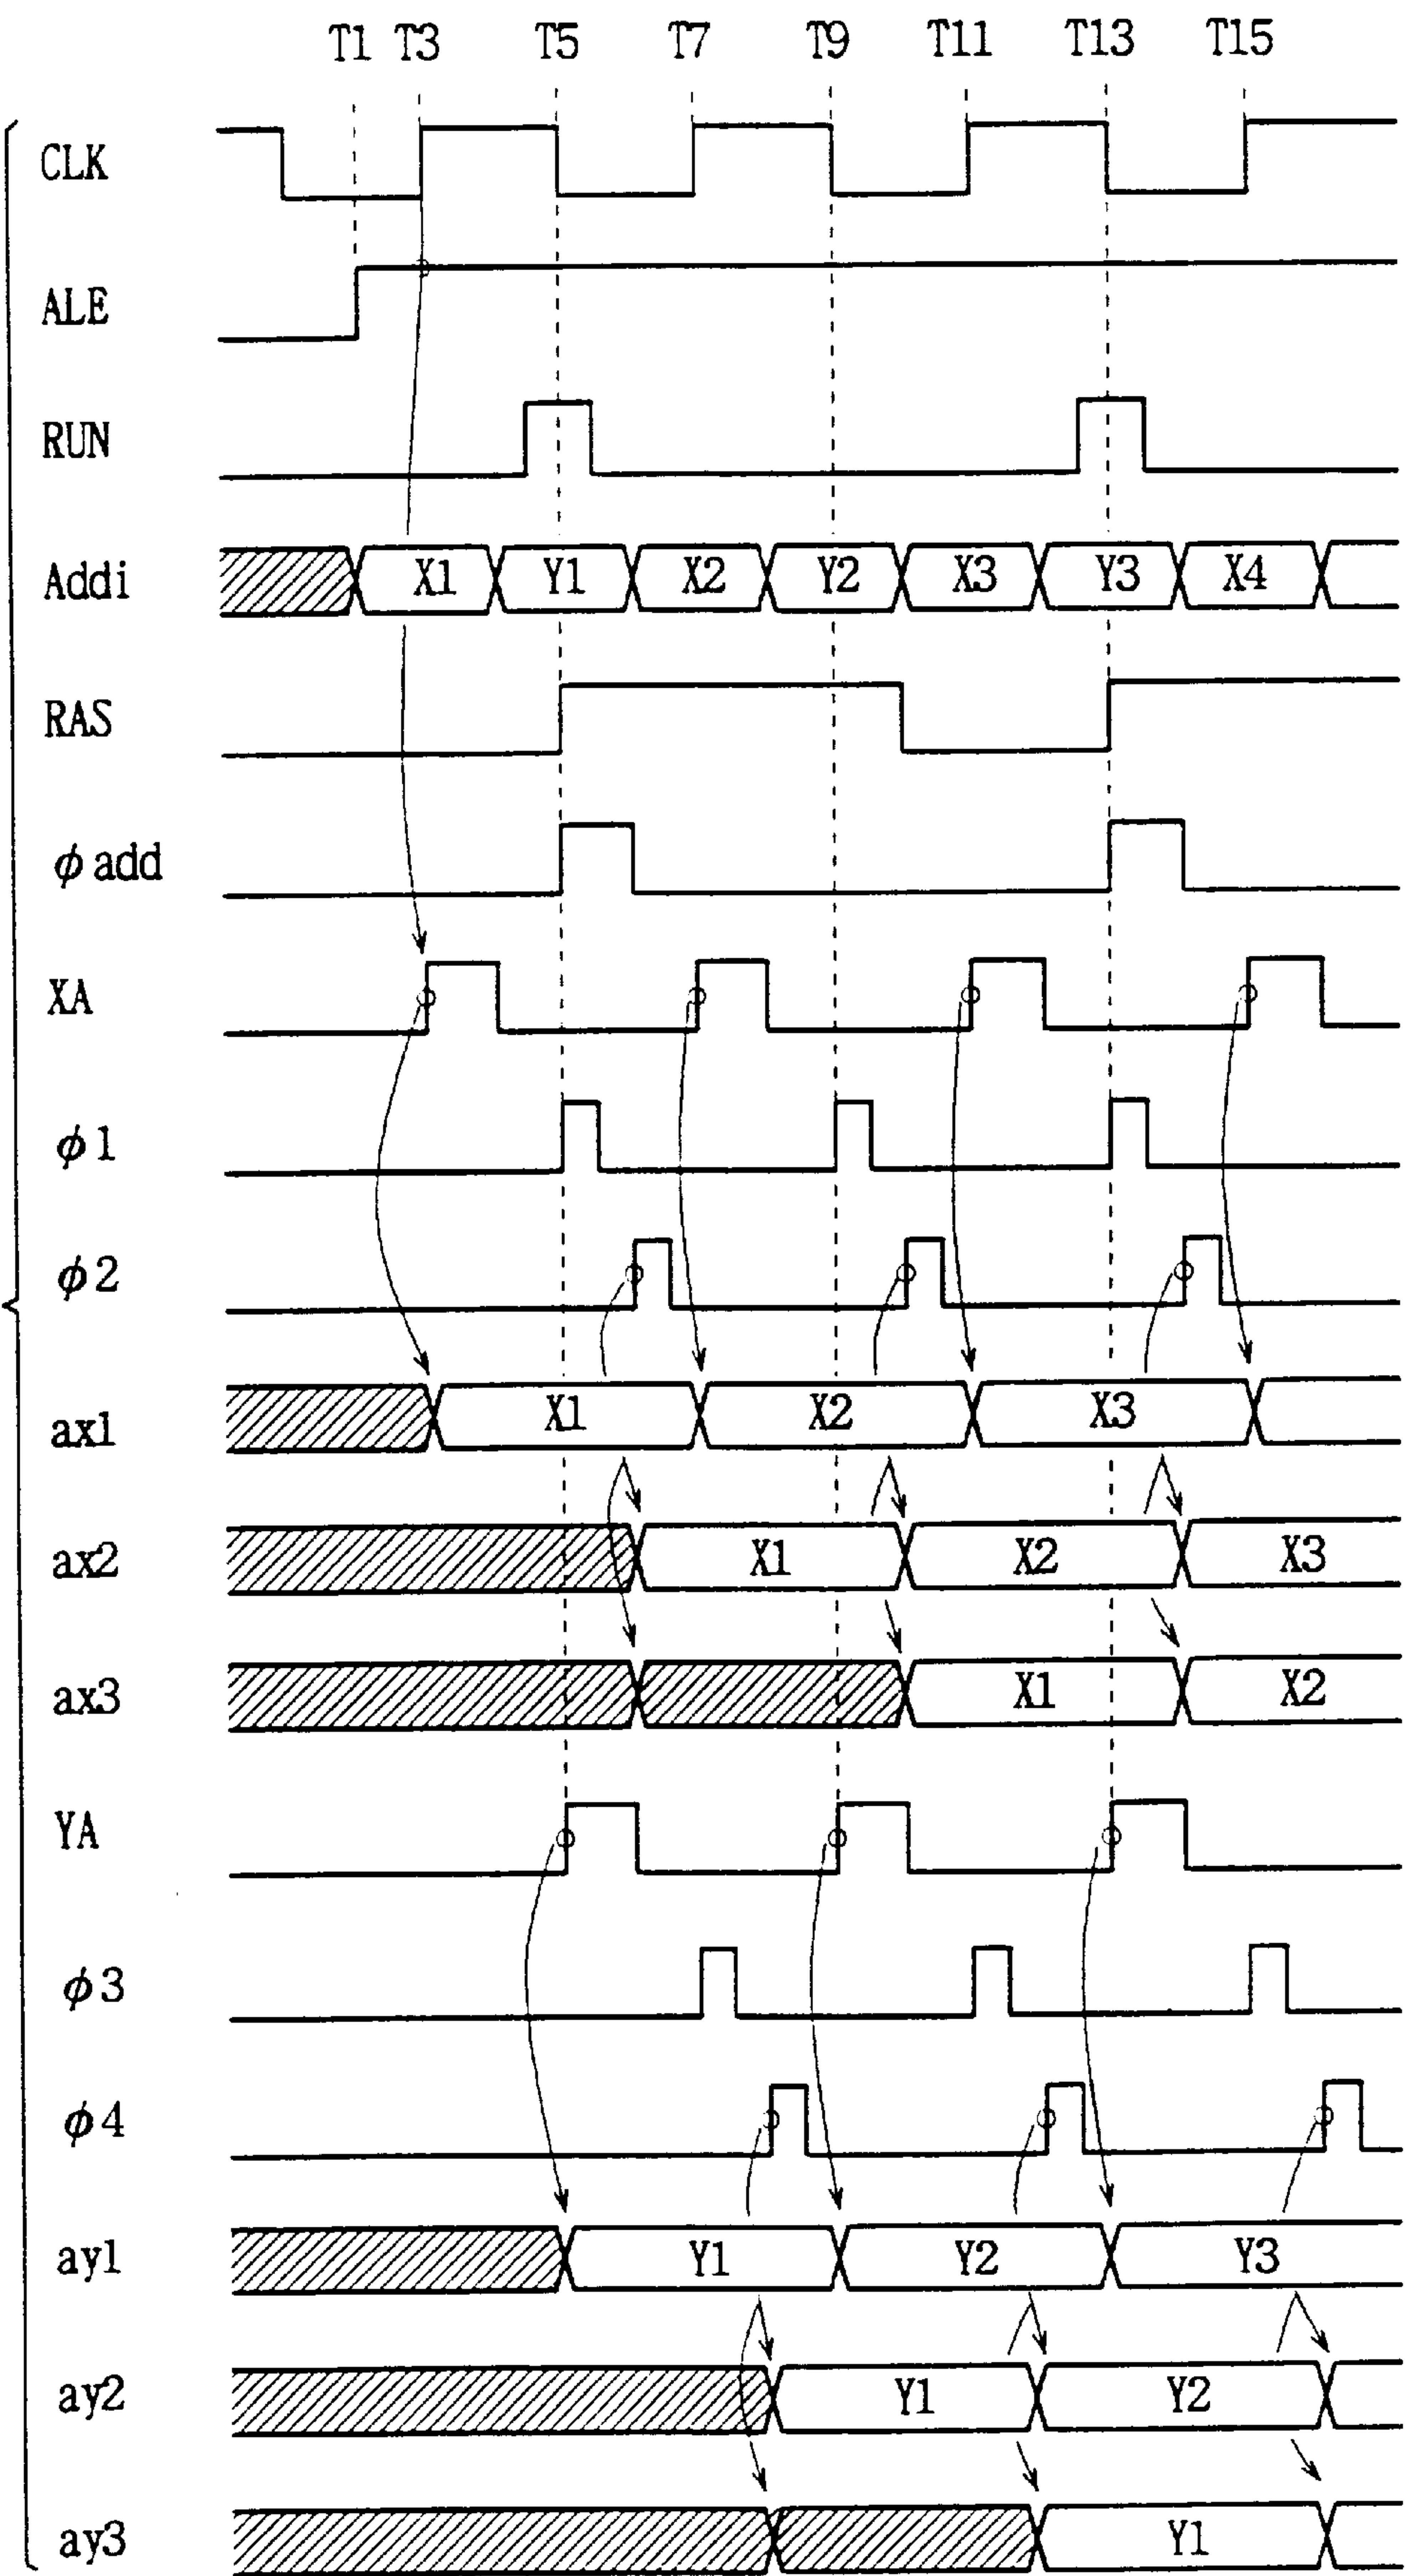 T1 T3 T5 T7 T9 T11 T13 T15
CLK
ALE
RUN
Addi X1 Y1 X2 Y2 X3 Y3 X4
RAS
φadd
XA
φ1
φ2
ax1 X1 X2 X3
ax2 X1 X2 X3
ax3 X1 X2
YA
φ3
φ4
ay1 Y1 Y2 Y3
ay2 Y1 Y2
ay3 Y1